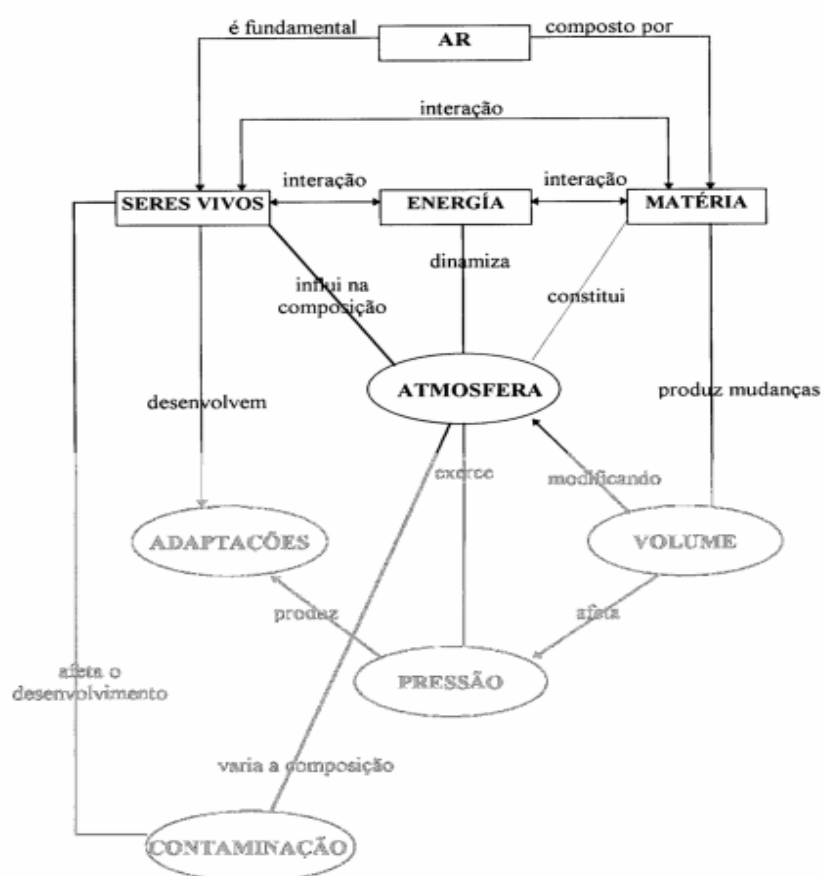 é fundamental
AR
composto por
interação
interação
interação
SERES VIVOS
ENERGÍA
MATÉRIA
dinamiza
influi na
composição
constitui
ATMOSFERA
desenvolvem
produz mudanças
exerce
modificando
ADAPTAÇÕES
VOLUME
produz
afeta
afeta o
desenvolvimento
PRESSÃO
varia a composição
CONTAMINAÇÃO